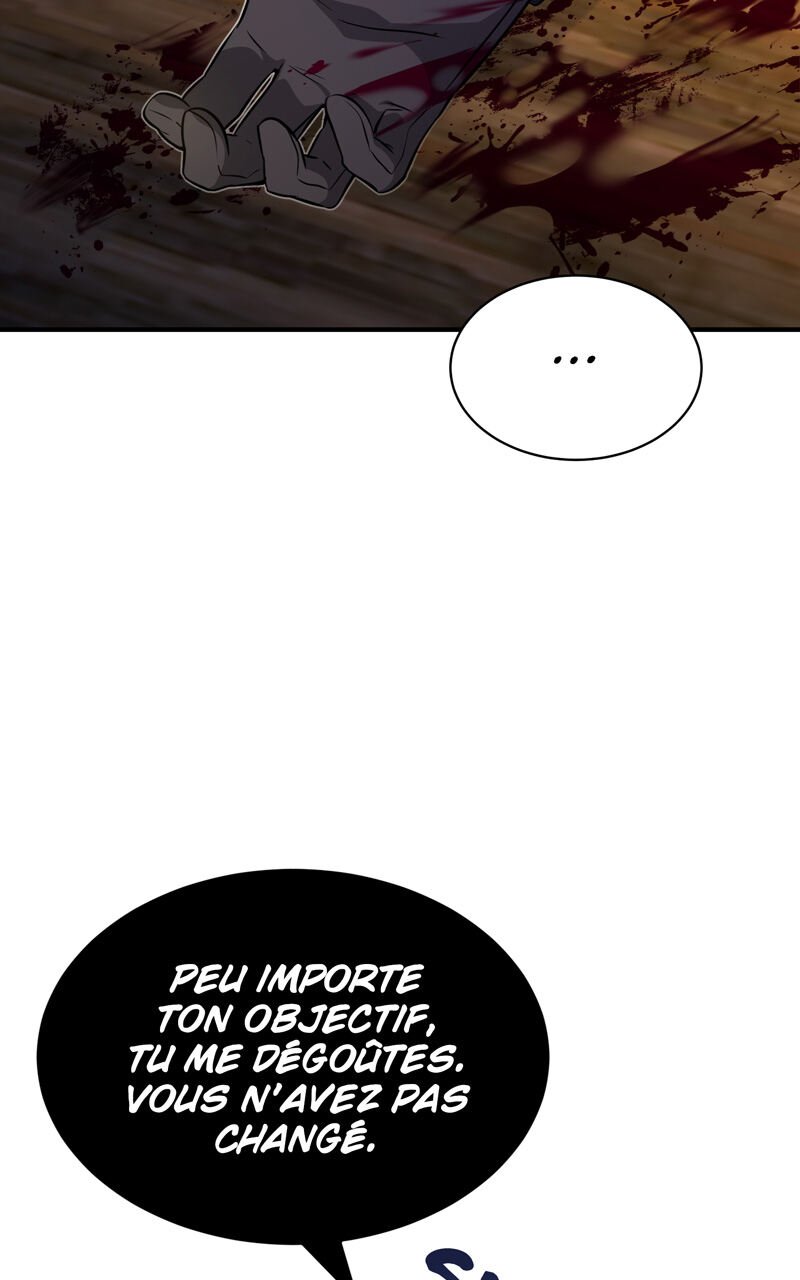 ...
PEU IMPORTE
TON OBJECTIF,
TU ME DÉGOÛTES.
VOUS N'AVEZ PAS
CHANGÉ.